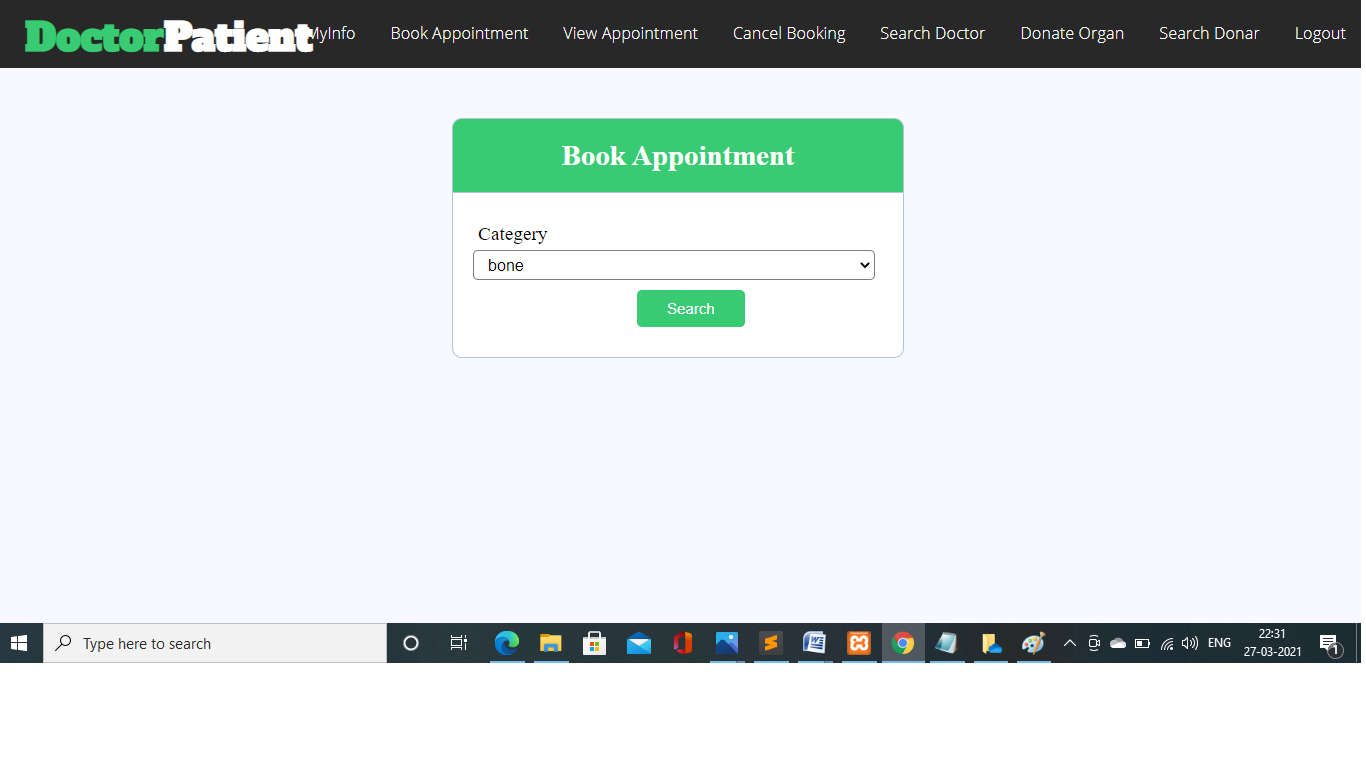 DoctorPatient MyInfo Book Appointment View Appointment Cancel Booking Search Doctor Donate Organ Search Donar Logout
Book Appointment
Categery
bone
Search
Type here to search
ENG
22:31
27-03-2021
1